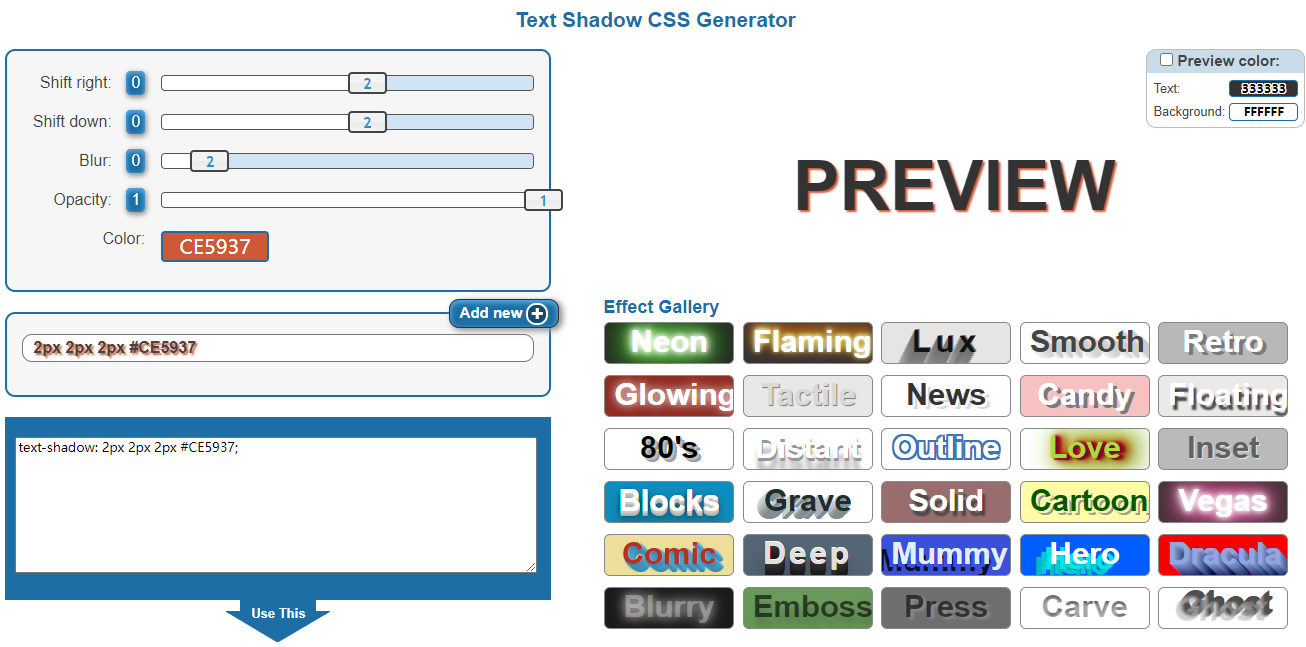 Text Shadow CSS Generator
Shift right: 0 2
Shift down: 0 2
Blur: 0 2
Opacity: 1 1
Color: CE5937
Add new
2px 2px 2px #CE5937
text-shadow: 2px 2px 2px #CE5937;
Use This
Preview color:
Text: 333333
Background: FFFFFF
PREVIEW
Effect Gallery
Neon Flaming Lux Smooth Retro
Glowing Tactile News Candy Floating
80's Distant Outline Love Inset
Blocks Grave Solid Cartoon Vegas
Comic Deep Mummy Hero Dracula
Blurry Emboss Press Carve Ghost